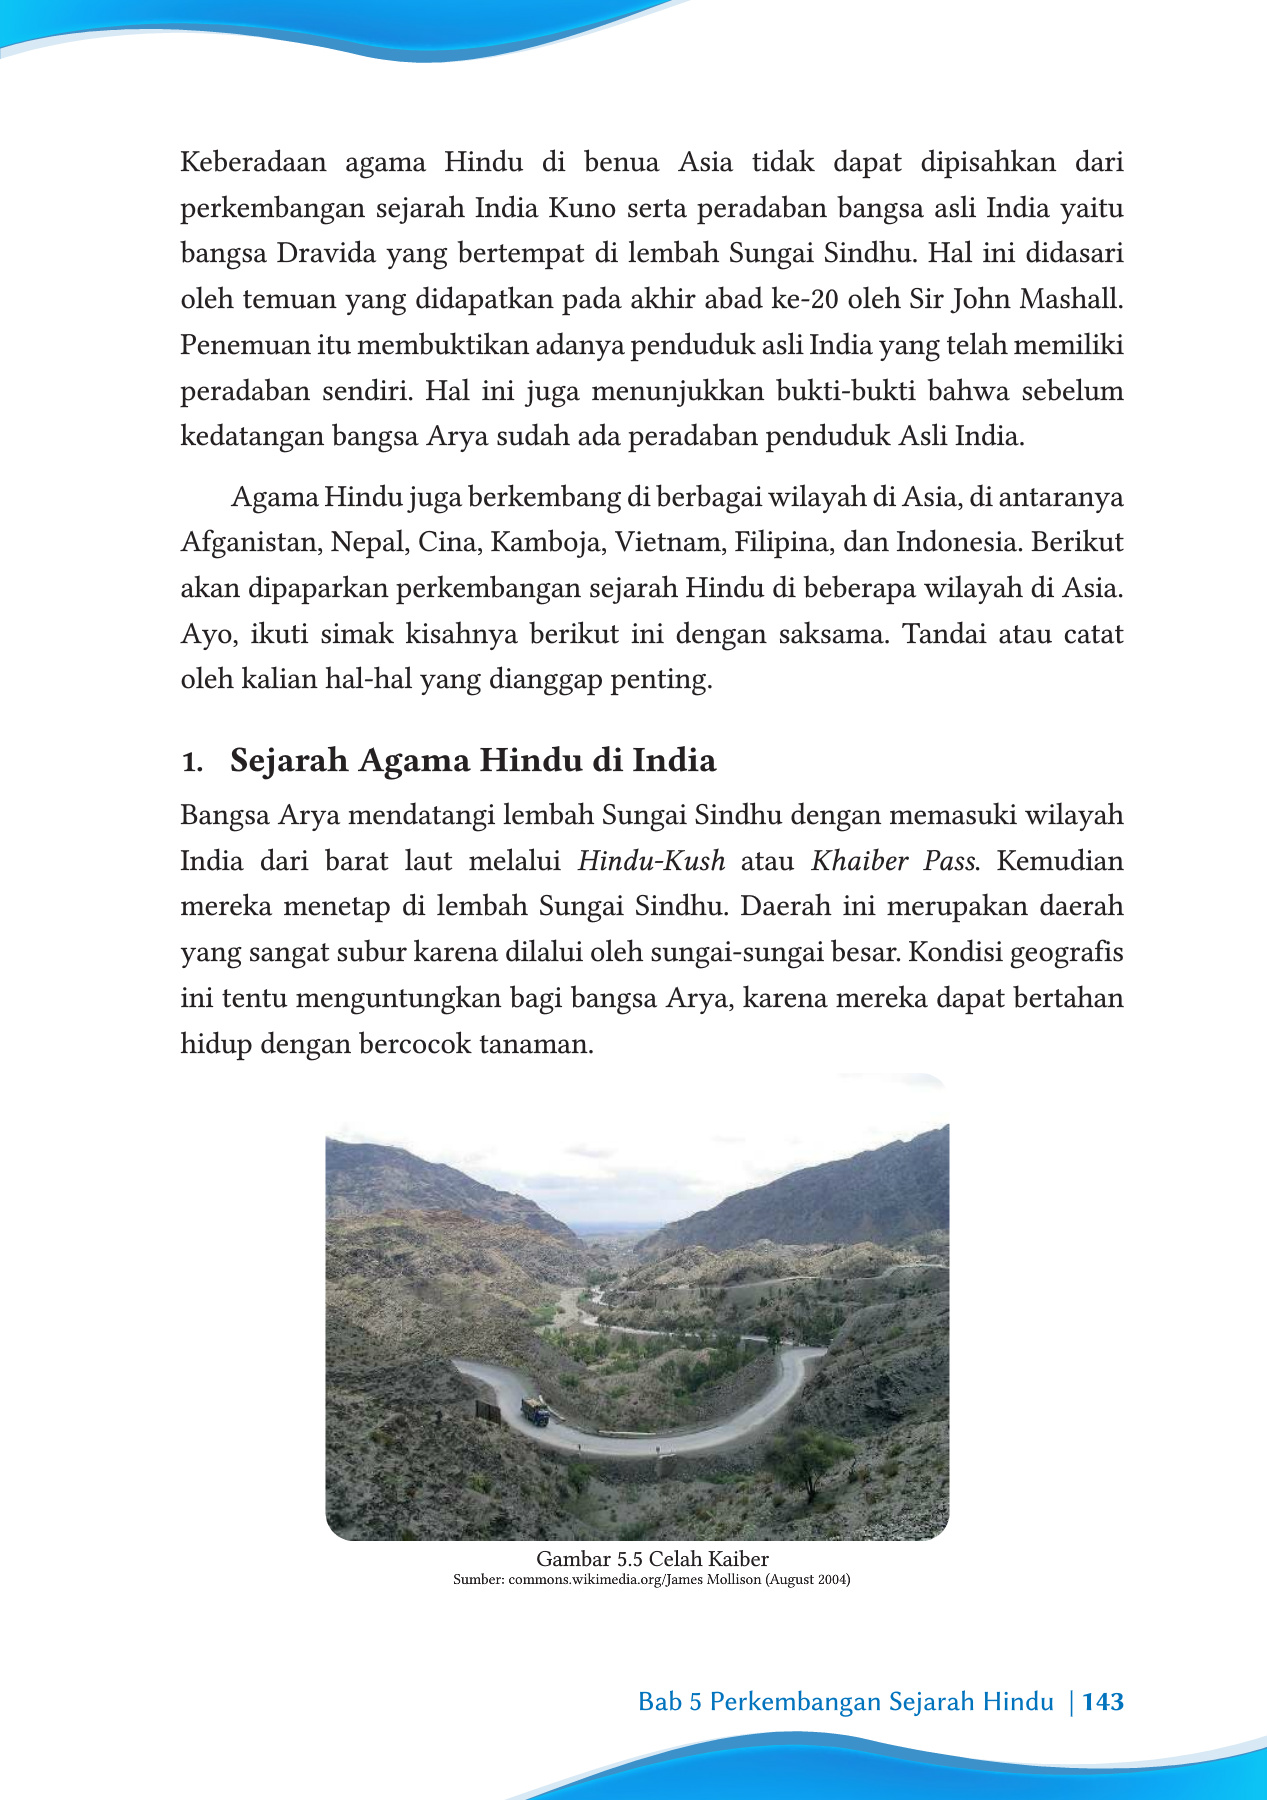 Keberadaan agama Hindu di benua Asia tidak dapat dipisahkan dari
perkembangan sejarah India Kuno serta peradaban bangsa asli India yaitu
bangsa Dravida yang bertempat di lembah Sungai Sindhu. Hal ini didasari
oleh temuan yang didapatkan pada akhir abad ke-20 oleh Sir John Mashall.
Penemuan itu membuktikan adanya penduduk asli India yang telah memiliki
peradaban sendiri. Hal ini juga menunjukkan bukti-bukti bahwa sebelum
kedatangan bangsa Arya sudah ada peradaban penduduk Asli India.
Agama Hindu juga berkembang di berbagai wilayah di Asia, di antaranya
Afganistan, Nepal, Cina, Kamboja, Vietnam, Filipina, dan Indonesia. Berikut
akan dipaparkan perkembangan sejarah Hindu di beberapa wilayah di Asia.
Ayo, ikuti simak kisahnya berikut ini dengan saksama. Tandai atau catat
oleh kalian hal-hal yang dianggap penting.
1. Sejarah Agama Hindu di India
Bangsa Arya mendatangi lembah Sungai Sindhu dengan memasuki wilayah
India dari barat laut melalui Hindu-Kush atau Khaiber Pass. Kemudian
mereka menetap di lembah Sungai Sindhu. Daerah ini merupakan daerah
yang sangat subur karena dilalui oleh sungai-sungai besar. Kondisi geografis
ini tentu menguntungkan bagi bangsa Arya, karena mereka dapat bertahan
hidup dengan bercocok tanaman.
Gambar 5.5 Celah Kaiber
Sumber: commons.wikimedia.org/James Mollison (August 2004)
Bab 5 Perkembangan Sejarah Hindu | 143